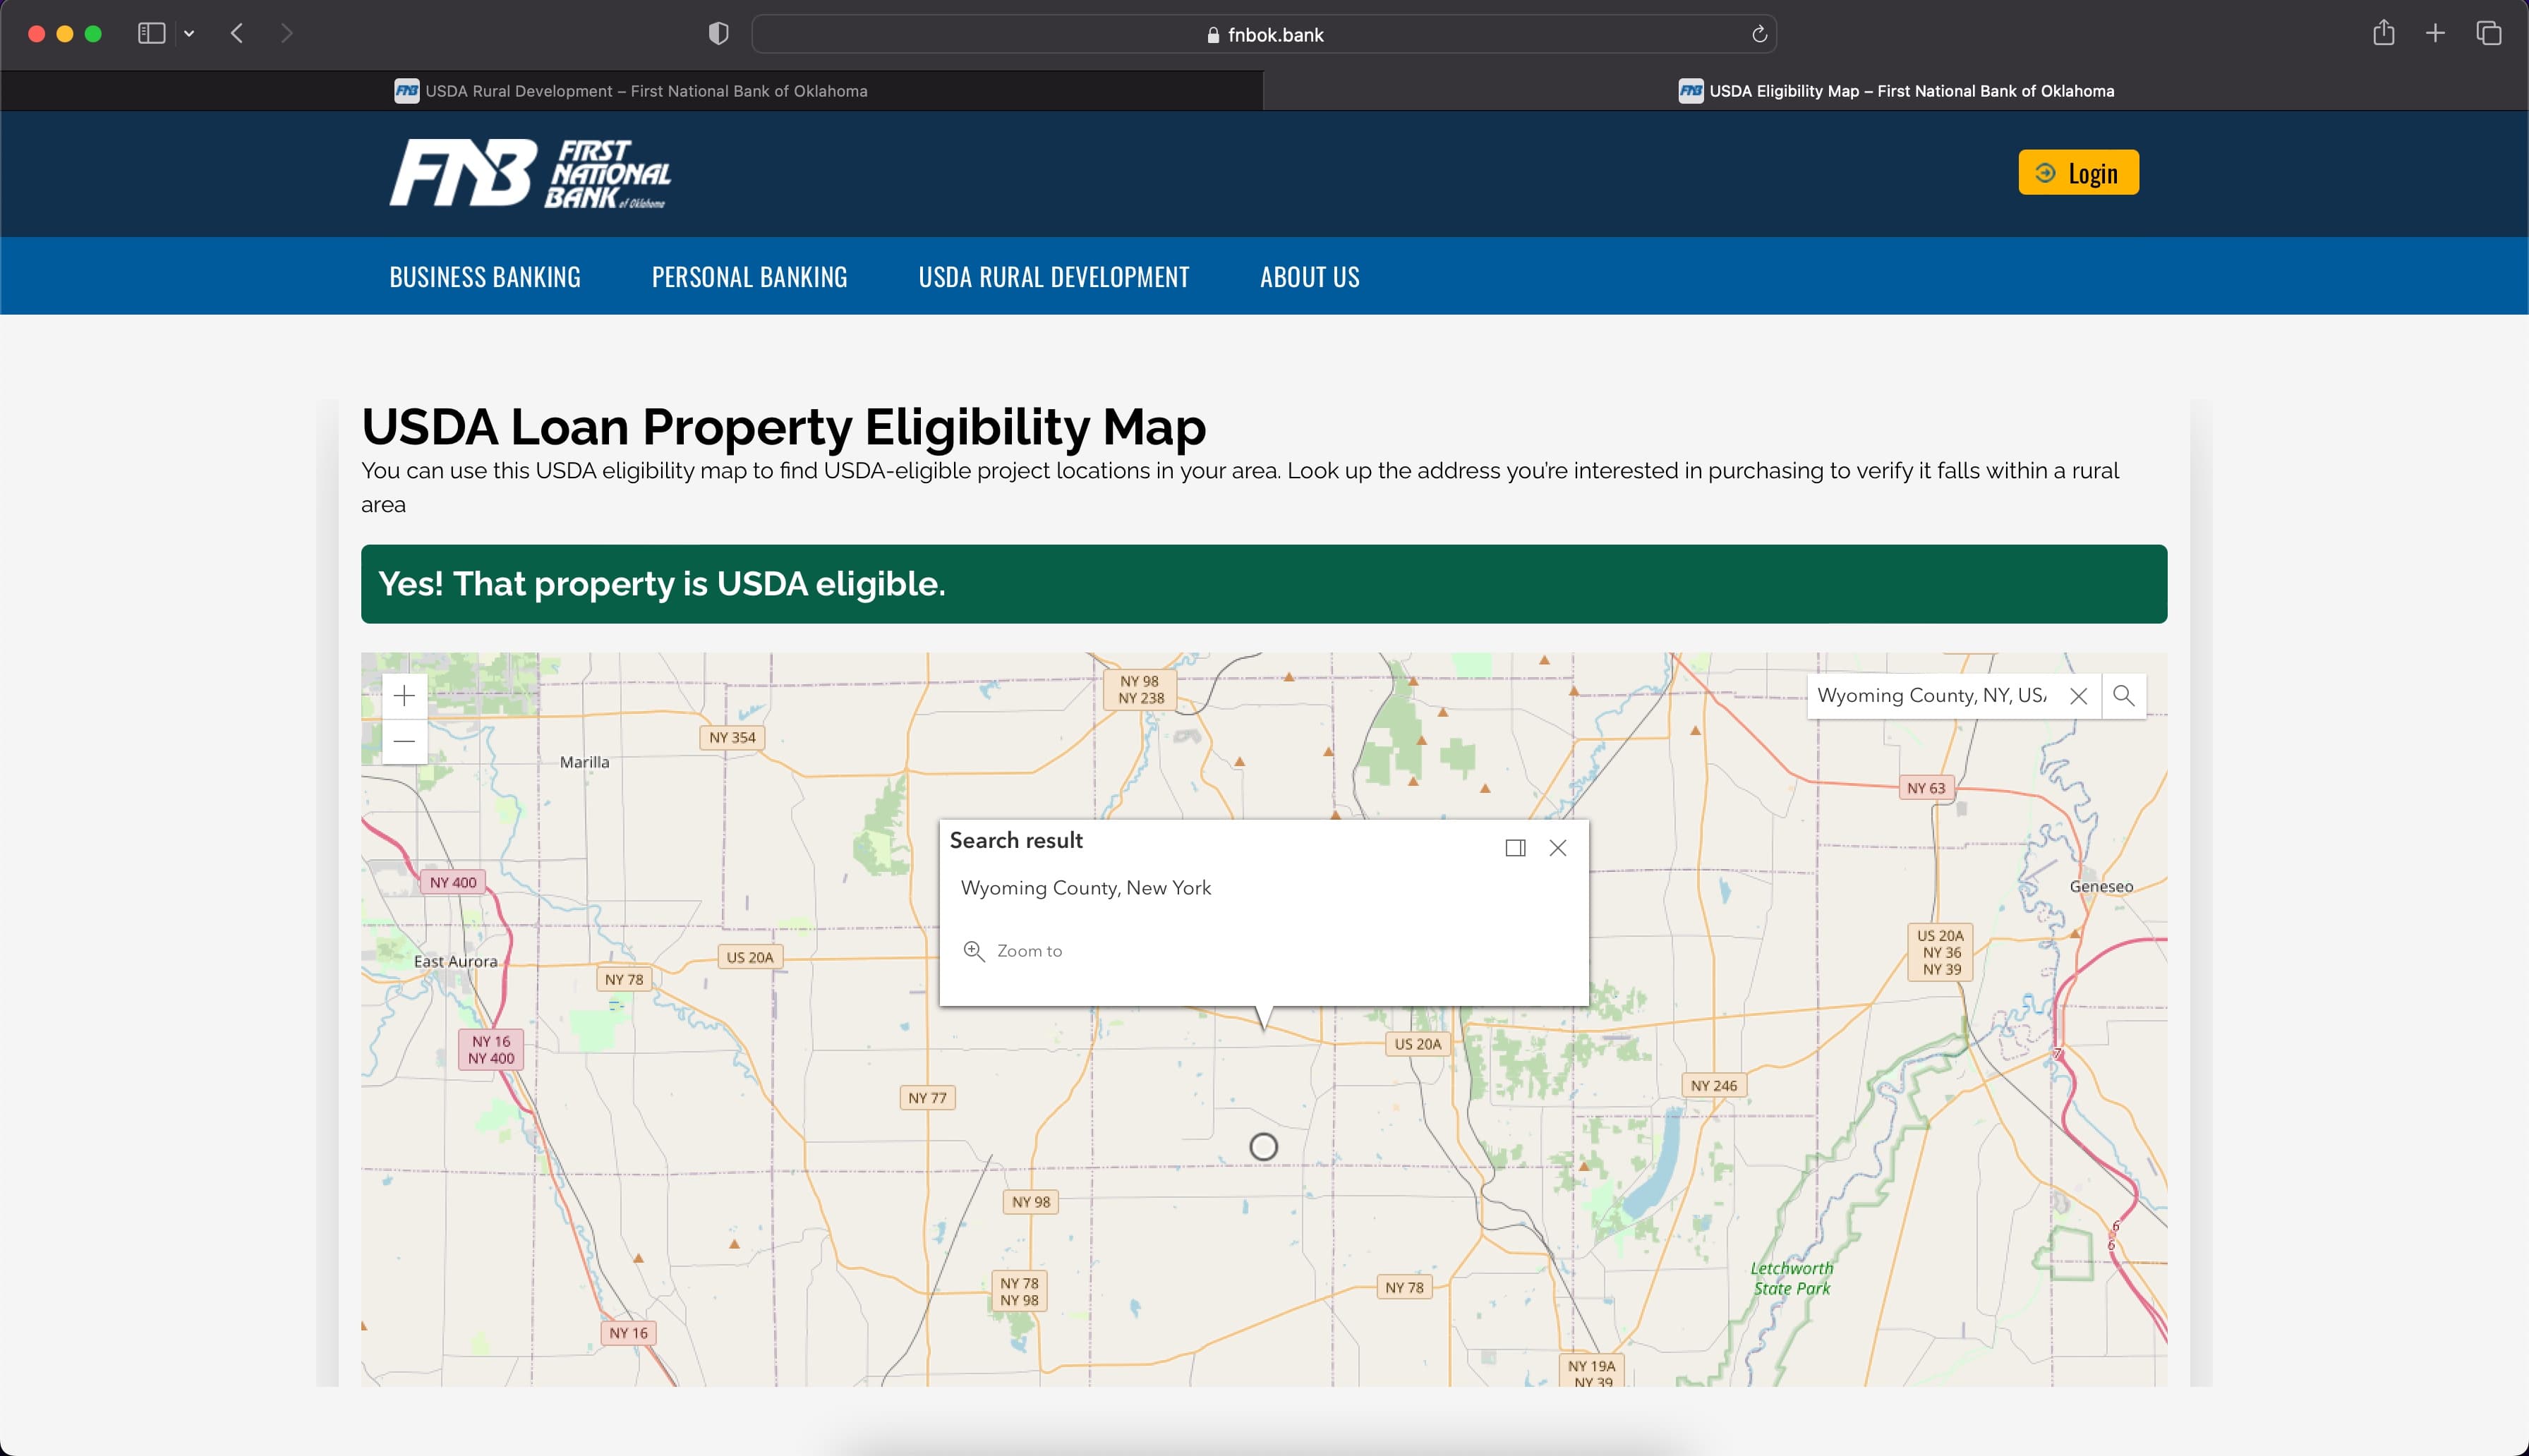 fnbok.bank
USDA Rural Development – First National Bank of Oklahoma
USDA Eligibility Map – First National Bank of Oklahoma
FNB FIRST
NATIONAL
BANK of Oklahoma
Login
BUSINESS BANKING
PERSONAL BANKING
USDA RURAL DEVELOPMENT
ABOUT US
USDA Loan Property Eligibility Map
You can use this USDA eligibility map to find USDA-eligible project locations in your area. Look up the address you're interested in purchasing to verify it falls within a rural
area
Yes! That property is USDA eligible.
NY 98
NY 238
Wyoming County, NY, US
NY 354
Marilla
NY 63
Search result
Wyoming County, New York
Zoom to
NY 400
Geneseo
East Aurora
US 20A
NY 78
US 20A
NY 36
NY 39
NY 16
NY 400
US 20A
7
NY 246
NY 77
NY 98
6
6
Letchworth
State Park
NY 78
NY 98
NY 78
NY 16
NY 19A
NY 39